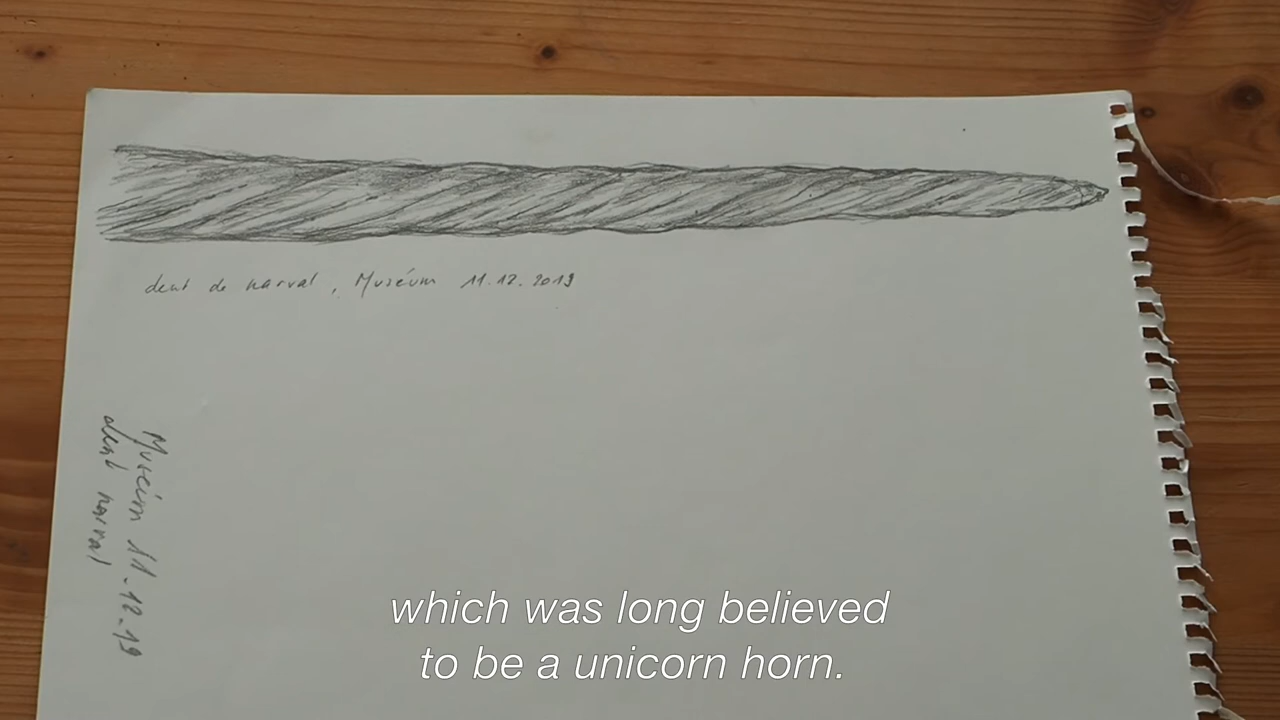 dent de narval, Muséum 11.12.2019
Muséum 11.12.19
dent narval
which was long believed
to be a unicorn horn.